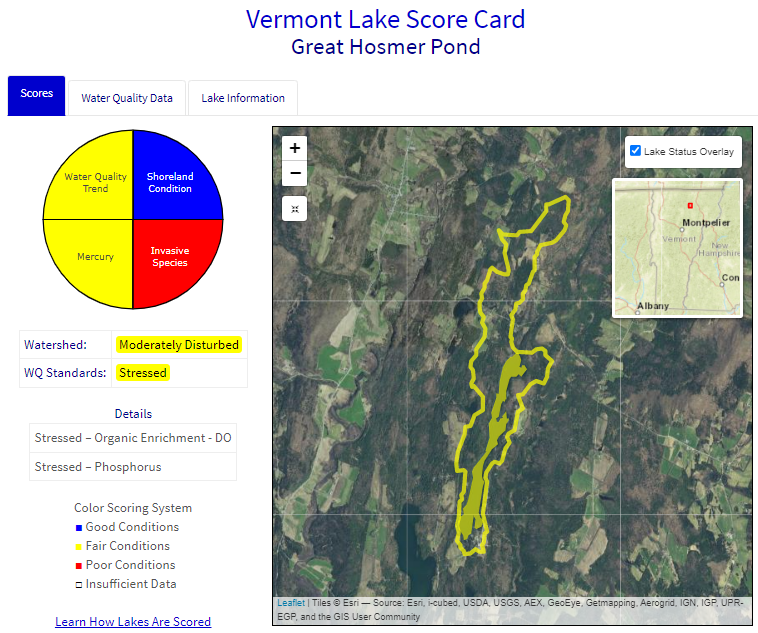 Vermont Lake Score Card
Great Hosmer Pond
Scores
Water Quality Data
Lake Information
Water Quality
Trend
Shoreland
Condition
Mercury
Invasive
Species
Watershed: Moderately Disturbed
WQ Standards: Stressed
Details
Stressed – Organic Enrichment - DO
Stressed – Phosphorus
Color Scoring System
Good Conditions
Fair Conditions
Poor Conditions
Insufficient Data
Learn How Lakes Are Scored
+
−
Lake Status Overlay
Montpelier
Vermont
New
Hampshire
Con
Albany
Leaflet | Tiles © Esri — Source: Esri, i-cubed, USDA, USGS, AEX, GeoEye, Getmapping, Aerogrid, IGN, IGP, UPR-
EGP, and the GIS User Community